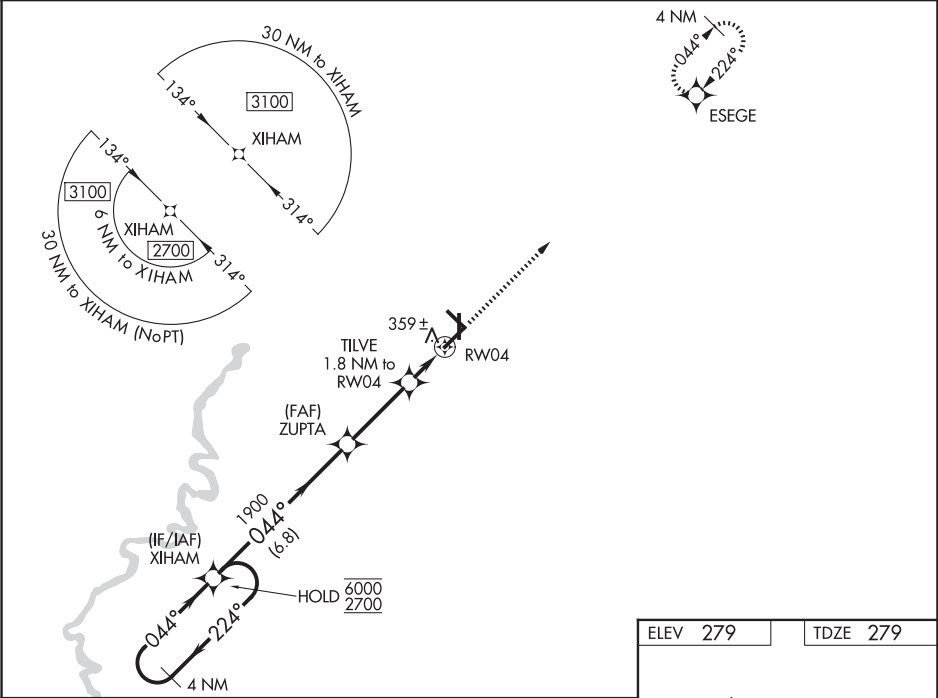 4 NM
044°
224°
ESEGE
30 NM to XIHAM
134°
3100
XIHAM
314°
134°
3100
XIHAM
2700
6 NM to XIHAM
314°
30 NM to XIHAM (NoPT)
359 ±
RW04
TILVE
1.8 NM to
RW04
(FAF)
ZUPTA
1900
044°
(6.8)
(IF/IAF)
XIHAM
HOLD 6000
2700
044°
224°
4 NM
ELEV 279
TDZE 279